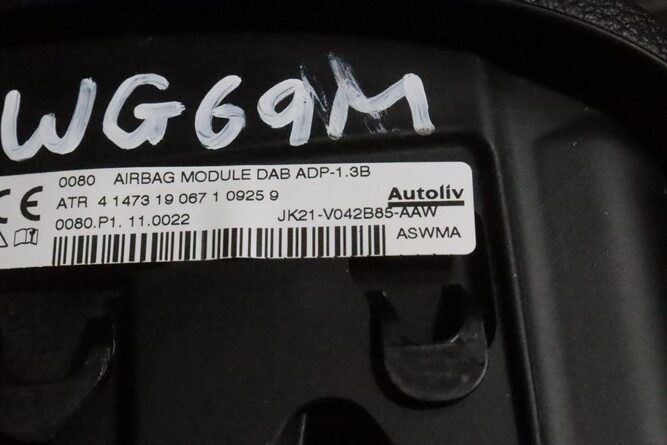 WG69M
0080 AIRBAG MODULE DAB ADP-1.3B
Autoliv
ATR 4 1473 19 067 1 0925 9
0080.P1. 11.0022 JK21-V042B85-AAW
ASWMA